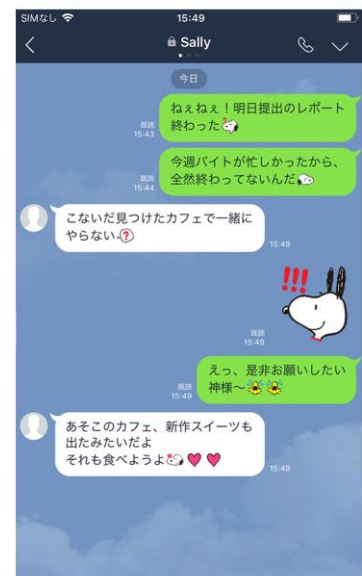 SIMなし 15:49
Sally
今日
ねぇねぇ！明日提出のレポート
終わった
既読
15:43
今週バイトが忙しかったから、
全然終わってないんだ
既読
15:44
こないだ見つけたカフェで一緒に
やらない?
15:49
!!!
既読
15:49
えっ、是非お願いしたい
神様〜
既読
15:49
あそこのカフェ、新作スイーツも
出たみたいだよ
それも食べようよ
15:49